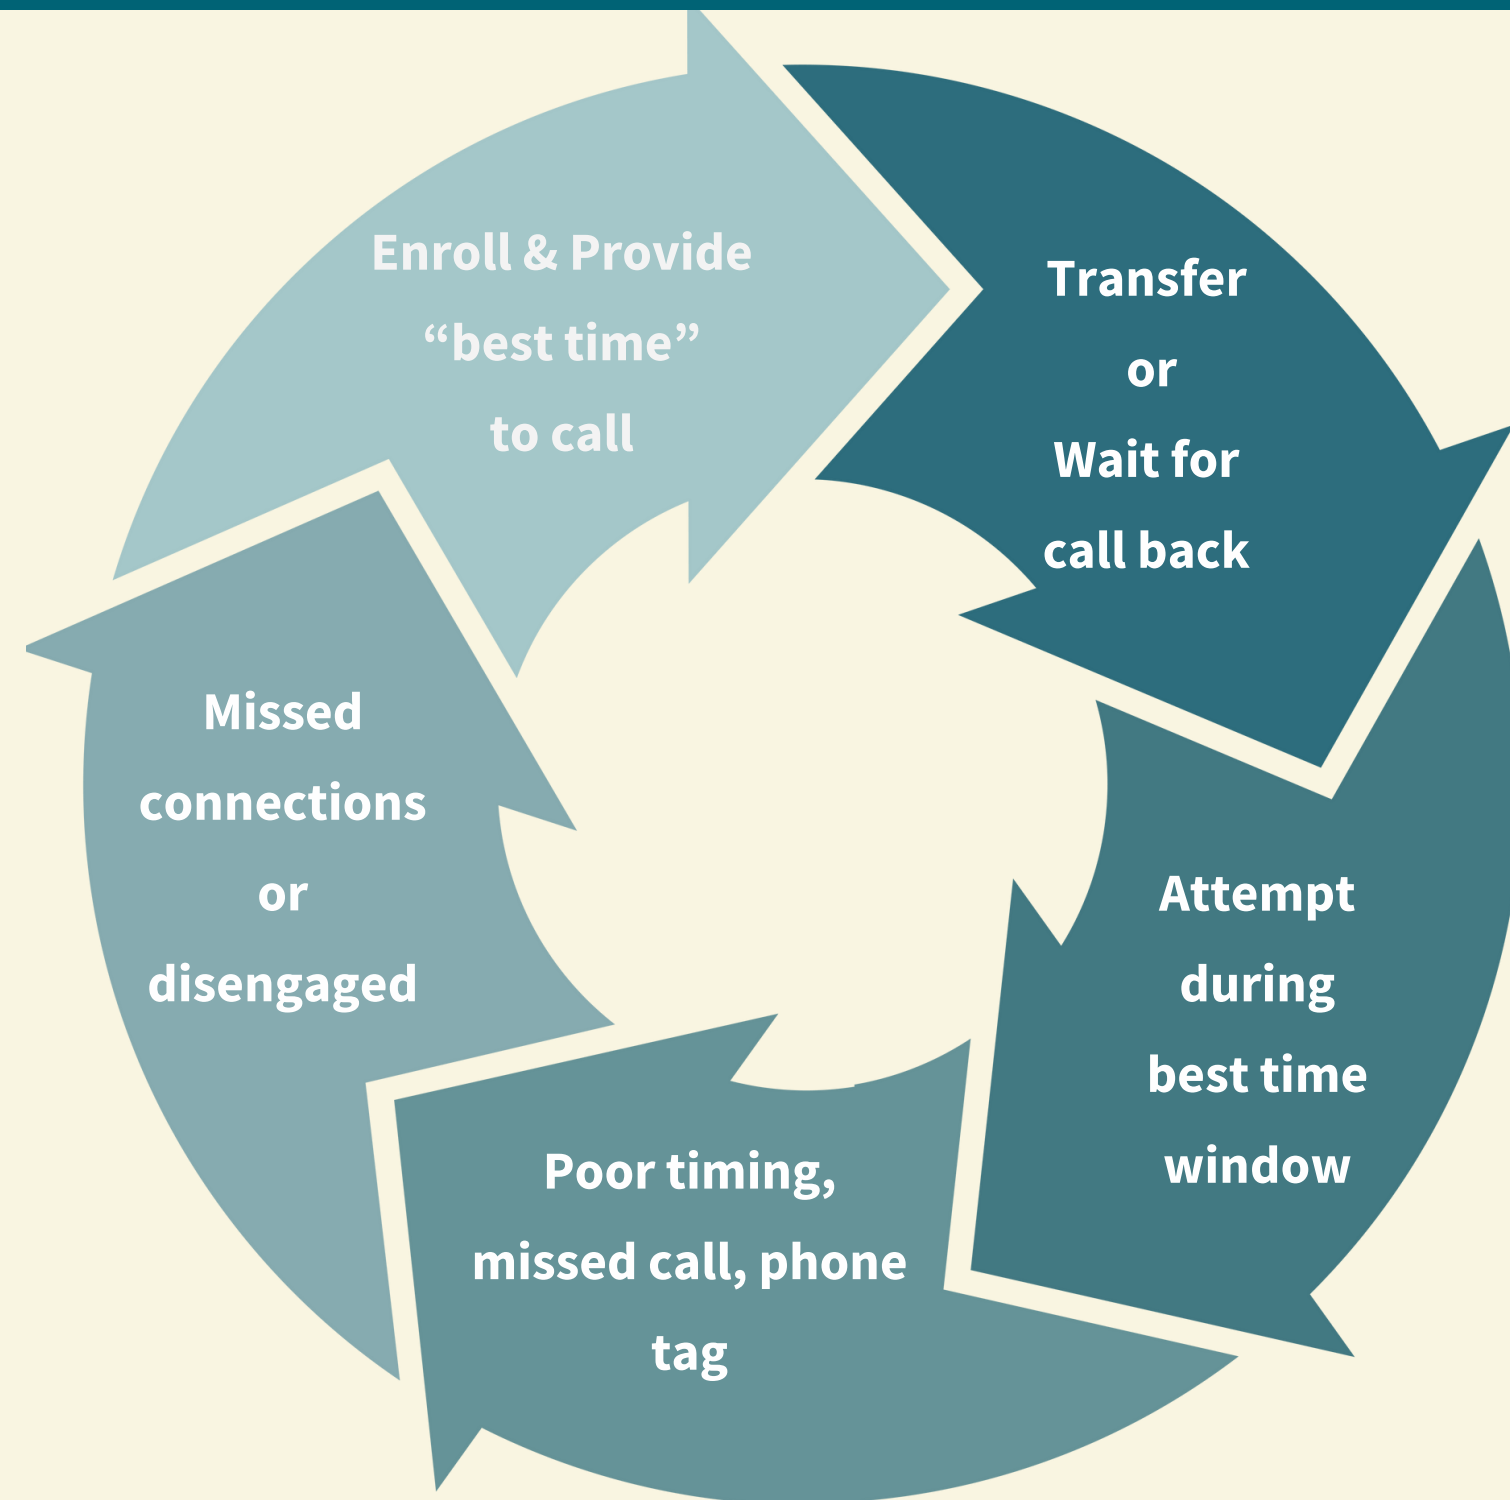 Enroll & Provide
“best time”
to call
Transfer
or
Wait for
call back
Attempt
during
best time
window
Poor timing,
missed call, phone
tag
Missed
connections
or
disengaged